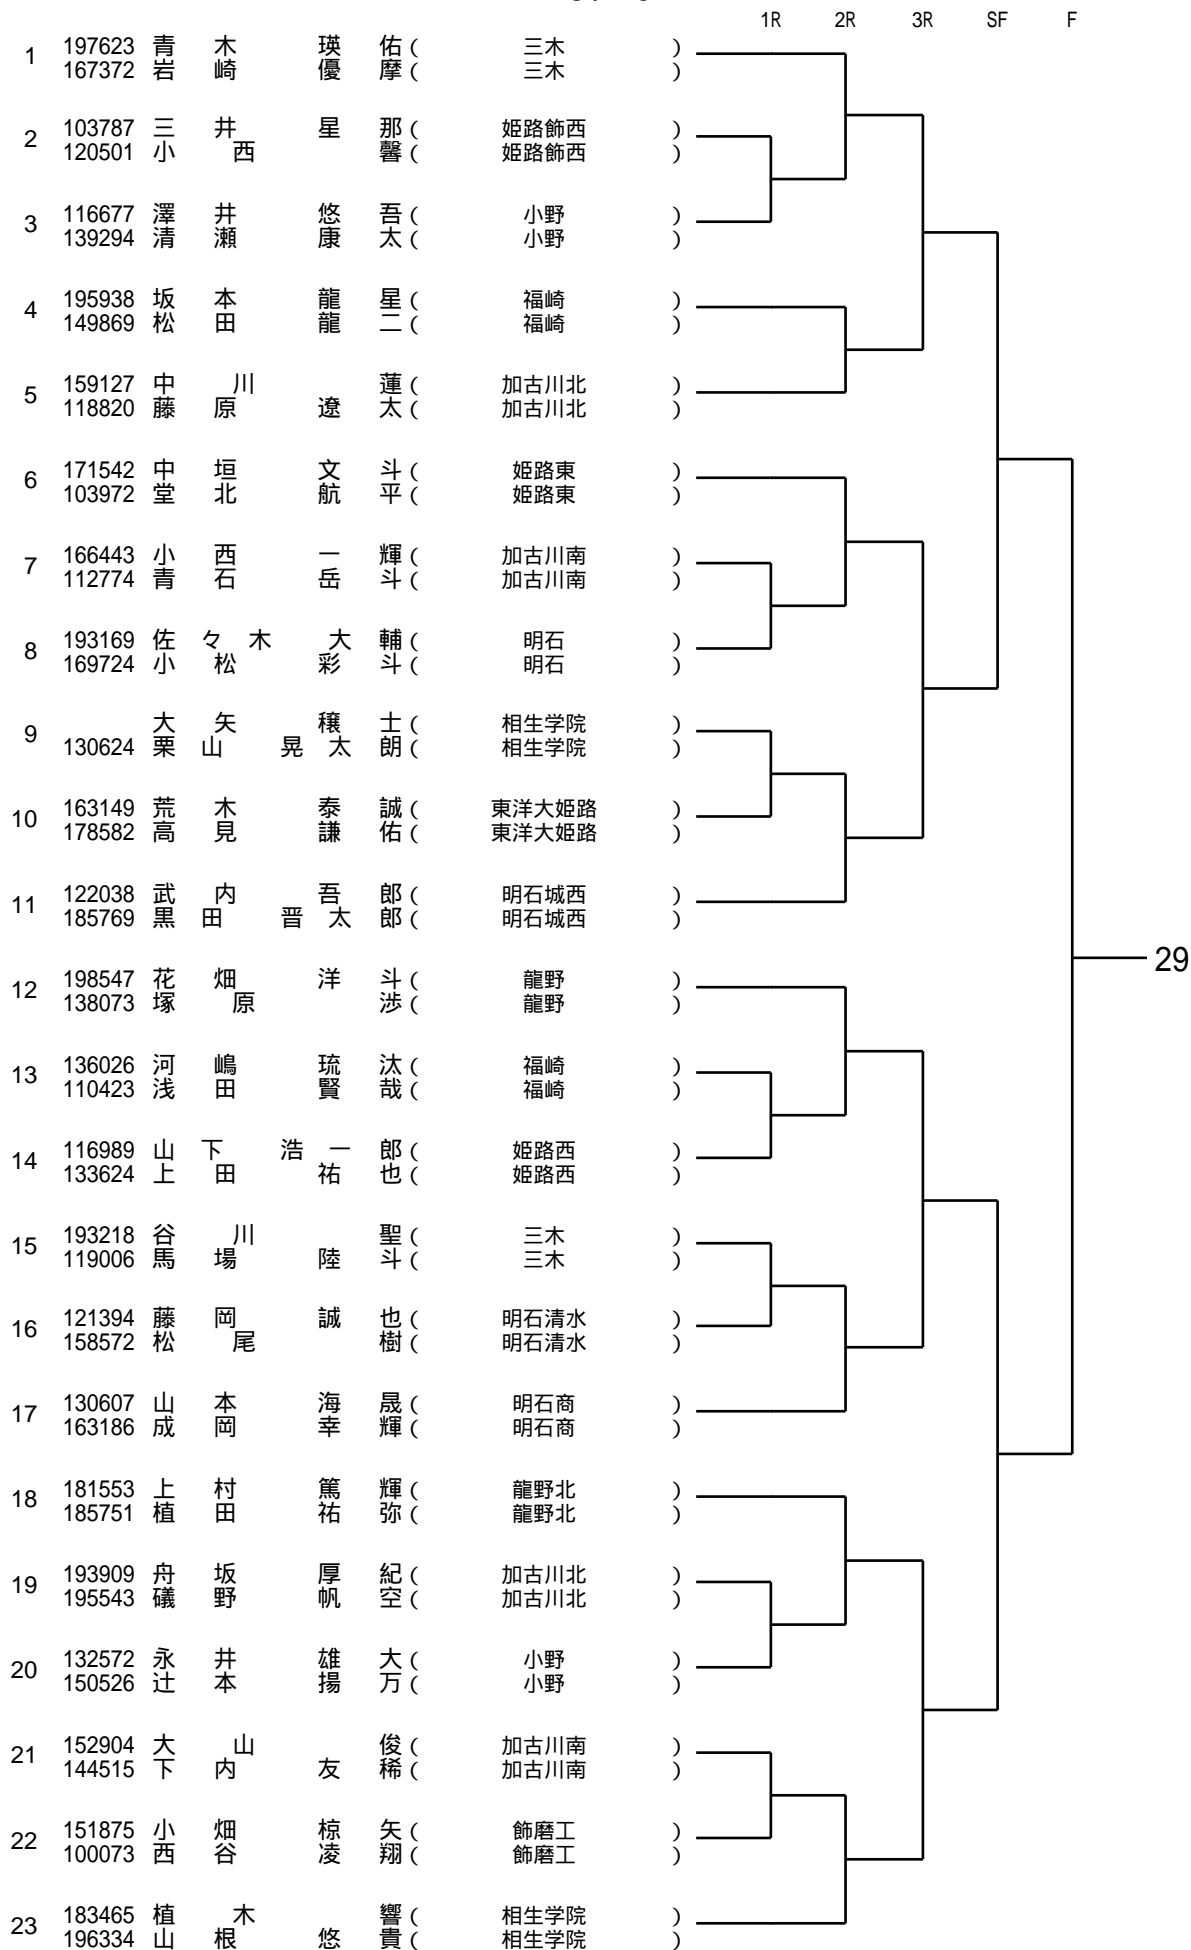 1R 2R 3R SF F
1 197623 青木 瑛佑 ( 三木 )
167372 岩崎 優摩 ( 三木 )
2 103787 三井 星那 ( 姫路飾西 )
120501 小西 馨 ( 姫路飾西 )
3 116677 澤井 悠吾 ( 小野 )
139294 清瀬 康太 ( 小野 )
4 195938 坂本 龍星 ( 福崎 )
149869 松田 龍二 ( 福崎 )
5 159127 中川 蓮 ( 加古川北 )
118820 藤原 遼太 ( 加古川北 )
6 171542 中垣 文斗 ( 姫路東 )
103972 堂北 航平 ( 姫路東 )
7 166443 小西 一輝 ( 加古川南 )
112774 青石 岳斗 ( 加古川南 )
8 193169 佐々木 大輔 ( 明石 )
169724 小松 彩斗 ( 明石 )
9 大矢 穣士 ( 相生学院 )
130624 栗山 晃太朗 ( 相生学院 )
10 163149 荒木 泰誠 ( 東洋大姫路 )
178582 高見 謙佑 ( 東洋大姫路 )
11 122038 武内 吾郎 ( 明石城西 )
185769 黒田 晋太郎 ( 明石城西 )
29
12 198547 花畑 洋斗 ( 龍野 )
138073 塚原 渉 ( 龍野 )
13 136026 河嶋 琉汰 ( 福崎 )
110423 浅田 賢哉 ( 福崎 )
14 116989 山下 浩一郎 ( 姫路西 )
133624 上田 祐也 ( 姫路西 )
15 193218 谷川 聖 ( 三木 )
119006 馬場 陸斗 ( 三木 )
16 121394 藤岡 誠也 ( 明石清水 )
158572 松尾 樹 ( 明石清水 )
17 130607 山本 海晟 ( 明石商 )
163186 成岡 幸輝 ( 明石商 )
18 181553 上村 篤輝 ( 龍野北 )
185751 植田 祐弥 ( 龍野北 )
19 193909 舟坂 厚紀 ( 加古川北 )
195543 礒野 帆空 ( 加古川北 )
20 132572 永井 雄大 ( 小野 )
150526 辻本 揚万 ( 小野 )
21 152904 大山 俊 ( 加古川南 )
144515 下内 友稀 ( 加古川南 )
22 151875 小畑 椋矢 ( 飾磨工 )
100073 西谷 凌翔 ( 飾磨工 )
23 183465 植木 響 ( 相生学院 )
196334 山根 悠貴 ( 相生学院 )